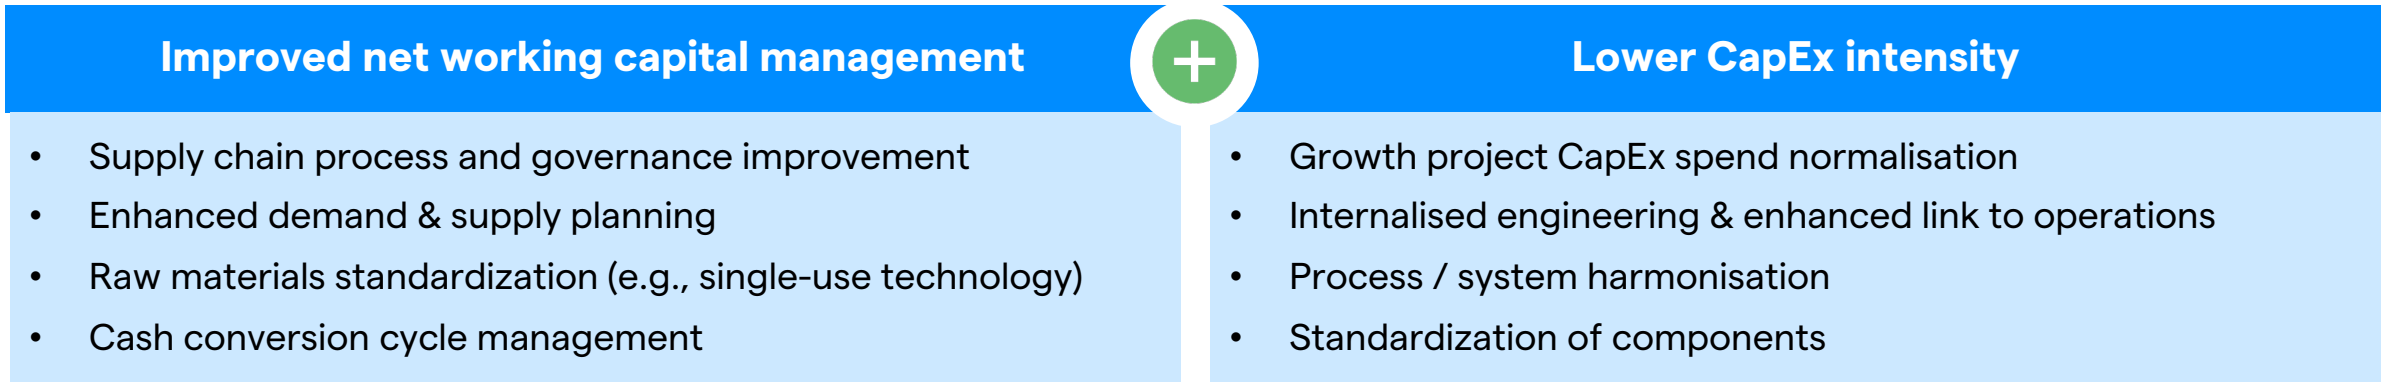 Improved net working capital management
+
Lower CapEx intensity
• Supply chain process and governance improvement
• Enhanced demand & supply planning
• Raw materials standardization (e.g., single-use technology)
• Cash conversion cycle management
• Growth project CapEx spend normalisation
• Internalised engineering & enhanced link to operations
• Process / system harmonisation
• Standardization of components